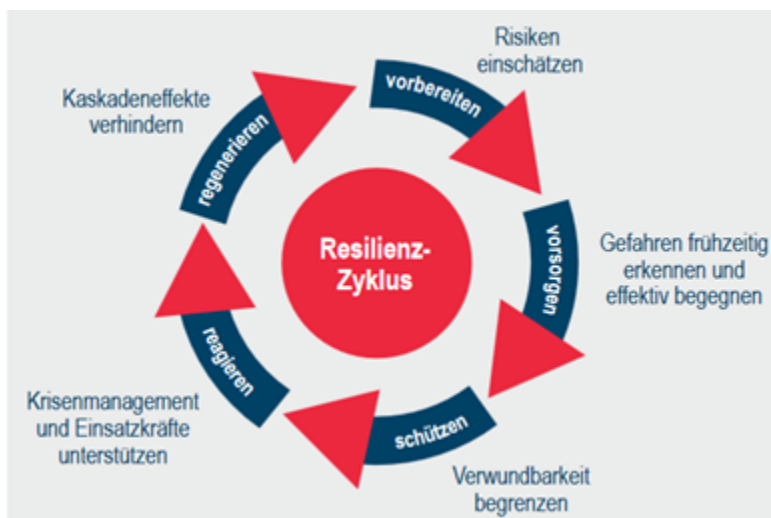 Risiken
einschätzen
vorbereiten
Gefahren frühzeitig
erkennen und
effektiv begegnen
vorsorgen
Verwundbarkeit
begrenzen
schützen
Krisenmanagement
und Einsatzkräfte
unterstützen
reagieren
Kaskadeneffekte
verhindern
regenerieren
Resilienz-
Zyklus